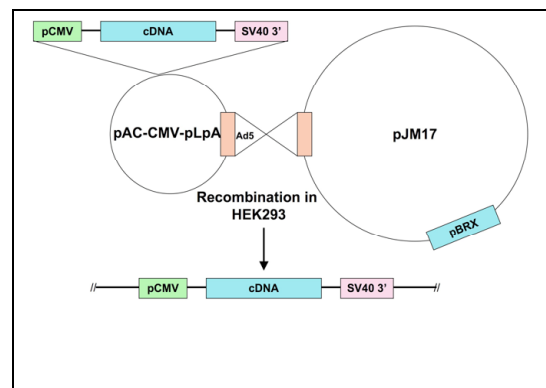 pCMV cDNA SV40 3'
pAC-CMV-pLpA Ad5 pJM17
Recombination in
HEK293
pBRX
// pCMV cDNA SV40 3' //